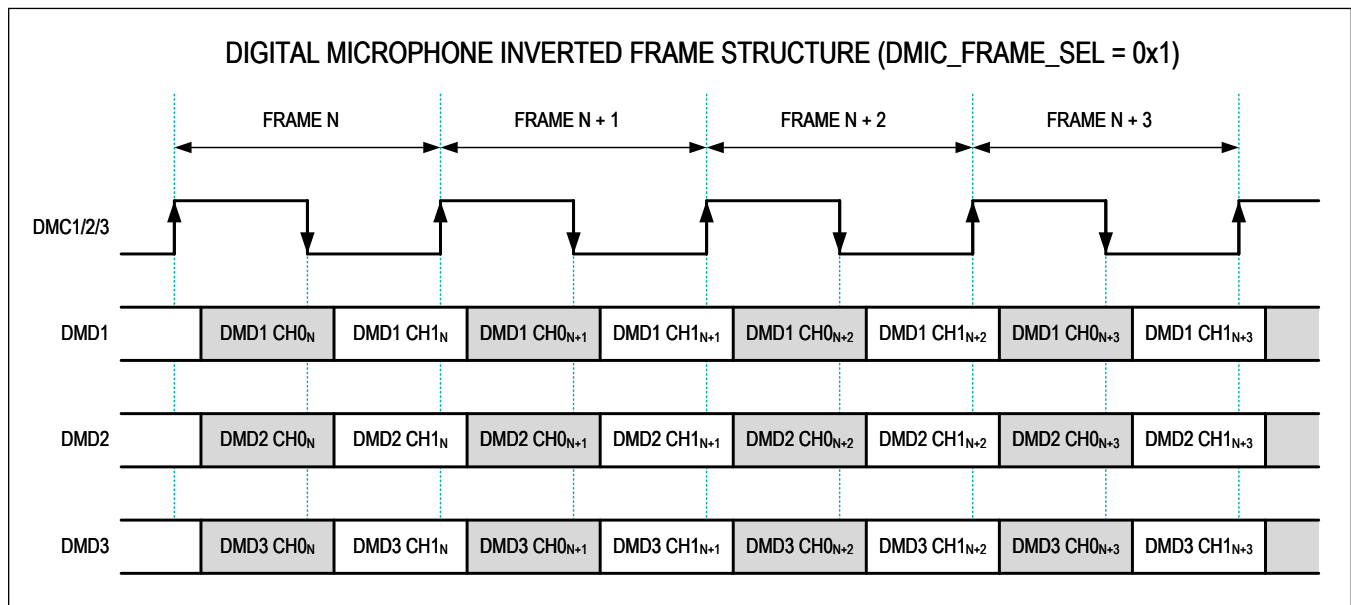 DIGITAL MICROPHONE INVERTED FRAME STRUCTURE (DMIC_FRAME_SEL = 0x1)
FRAME N FRAME N + 1 FRAME N + 2 FRAME N + 3
DMC1/2/3
DMD1 DMD1 CH0N DMD1 CH1N DMD1 CH0N+1 DMD1 CH1N+1 DMD1 CH0N+2 DMD1 CH1N+2 DMD1 CH0N+3 DMD1 CH1N+3
DMD2 DMD2 CH0N DMD2 CH1N DMD2 CH0N+1 DMD2 CH1N+1 DMD2 CH0N+2 DMD2 CH1N+2 DMD2 CH0N+3 DMD2 CH1N+3
DMD3 DMD3 CH0N DMD3 CH1N DMD3 CH0N+1 DMD3 CH1N+1 DMD3 CH0N+2 DMD3 CH1N+2 DMD3 CH0N+3 DMD3 CH1N+3